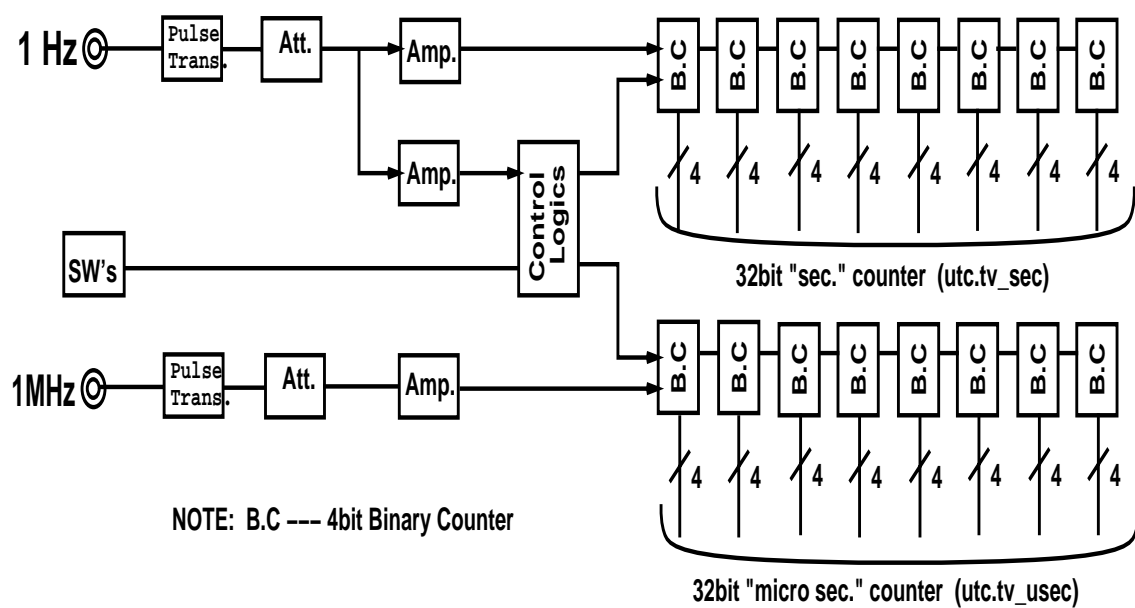 1 Hz
Pulse
Trans.
Att.
Amp.
B.C
B.C
B.C
B.C
B.C
B.C
B.C
B.C
4
4
4
4
4
4
4
4
Amp.
Control
Logics
SW's
32bit "sec." counter (utc.tv_sec)
1MHz
Pulse
Trans.
Att.
Amp.
B.C
B.C
B.C
B.C
B.C
B.C
B.C
B.C
4
4
4
4
4
4
4
4
NOTE: B.C --- 4bit Binary Counter
32bit "micro sec." counter (utc.tv_usec)